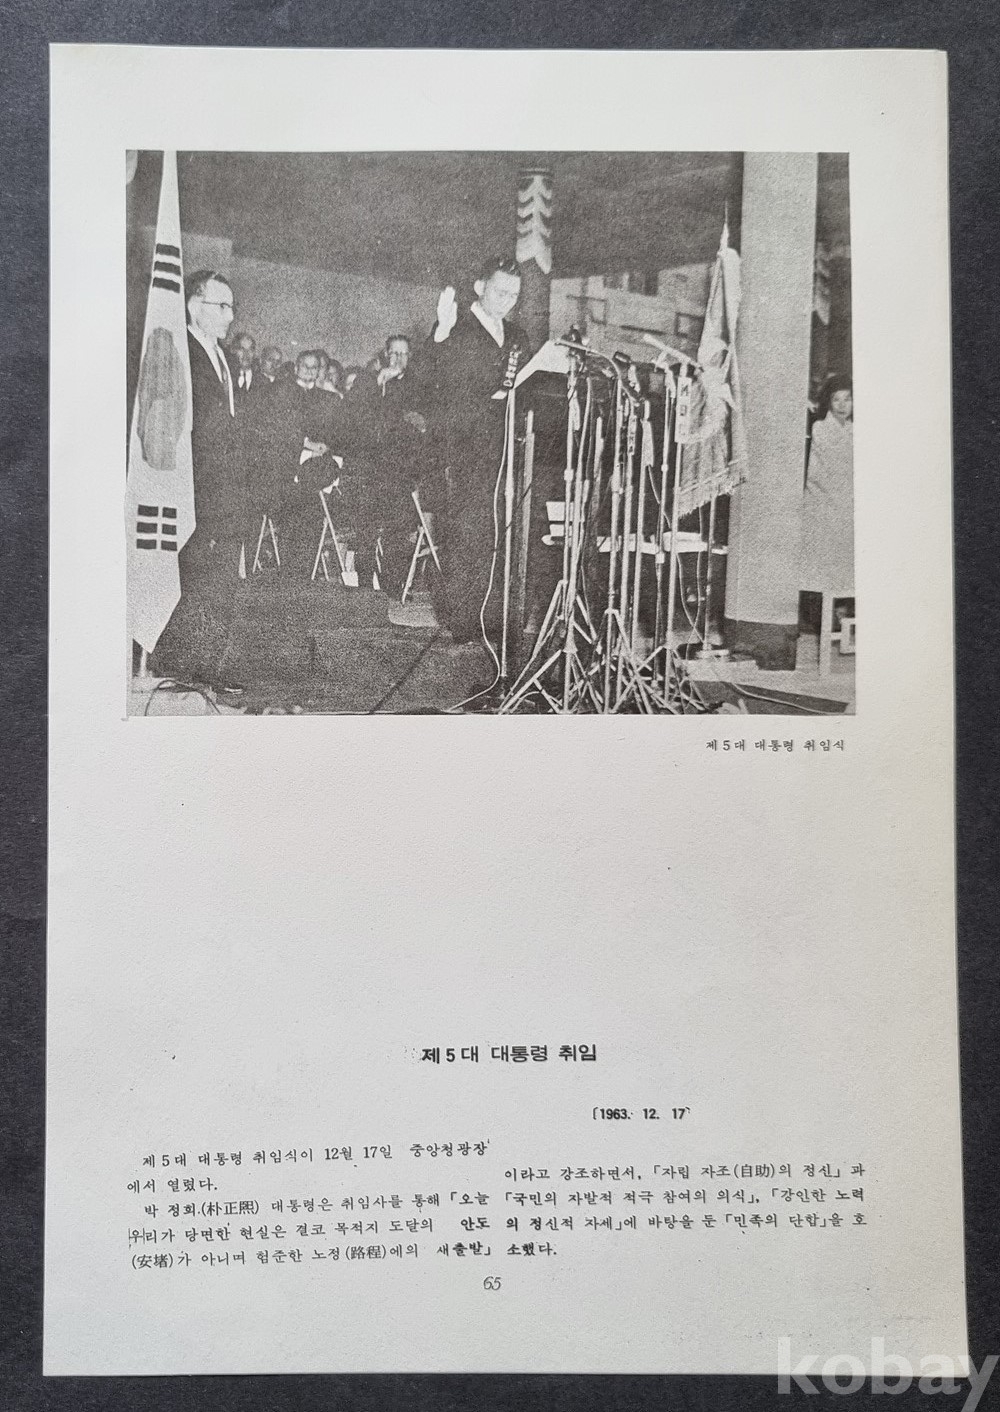 제5대 대통령 취임식
제5대 대통령 취임
〔1963. 12. 17
제5대 대통령 취임식이 12월 17일 중앙청광장
에서 열렸다.
박 정희.(朴正熙) 대통령은 취임사를 통해 「오늘
우리가 당면한 현실은 결코 목적지 도달의 안도
(安堵)가 아니며 험준한 노정(路程)에의 새출발」
이라고 강조하면서, 「자립 자조(自助)의 정신」과
「국민의 자발적 적극 참여의 의식」, 「강인한 노력
의 정신적 자세」에 바탕을 둔 「민족의 단합」을 호
소했다.
65
kobay